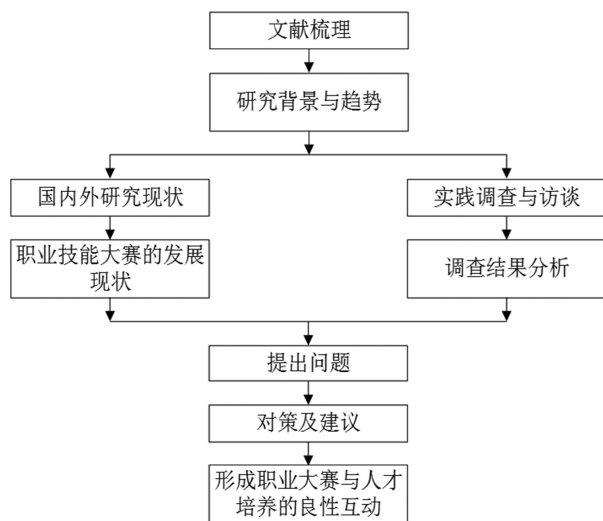 文献梳理
研究背景与趋势
国内外研究现状
实践调查与访谈
职业技能大赛的发展
现状
调查结果分析
提出问题
对策及建议
形成职业大赛与人才
培养的良性互动